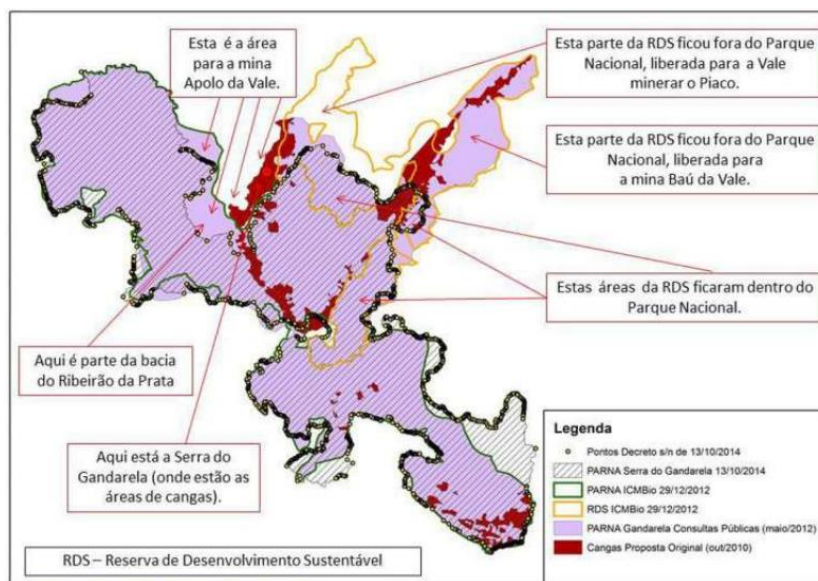 Esta é a área
para a mina
Apolo da Vale.
Esta parte da RDS ficou fora do Parque
Nacional, liberada para a Vale
minerar o Piaco.
Esta parte da RDS ficou fora do Parque
Nacional, liberada para
a mina Baú da Vale.
Estas áreas da RDS ficaram dentro do
Parque Nacional.
Aqui é parte da bacia
do Ribeirão da Prata
Aqui está a Serra do
Gandarela (onde estão as
áreas de cangas).
RDS – Reserva de Desenvolvimento Sustentável
Legenda
Pontos Decreto s/n de 13/10/2014
PARNA Serra do Gandarela 13/10/2014
PARNA ICMBio 29/12/2012
RDS ICMBio 29/12/2012
PARNA Gandarela Consultas Públicas (maio/2012)
Cangas Proposta Original (out/2010)